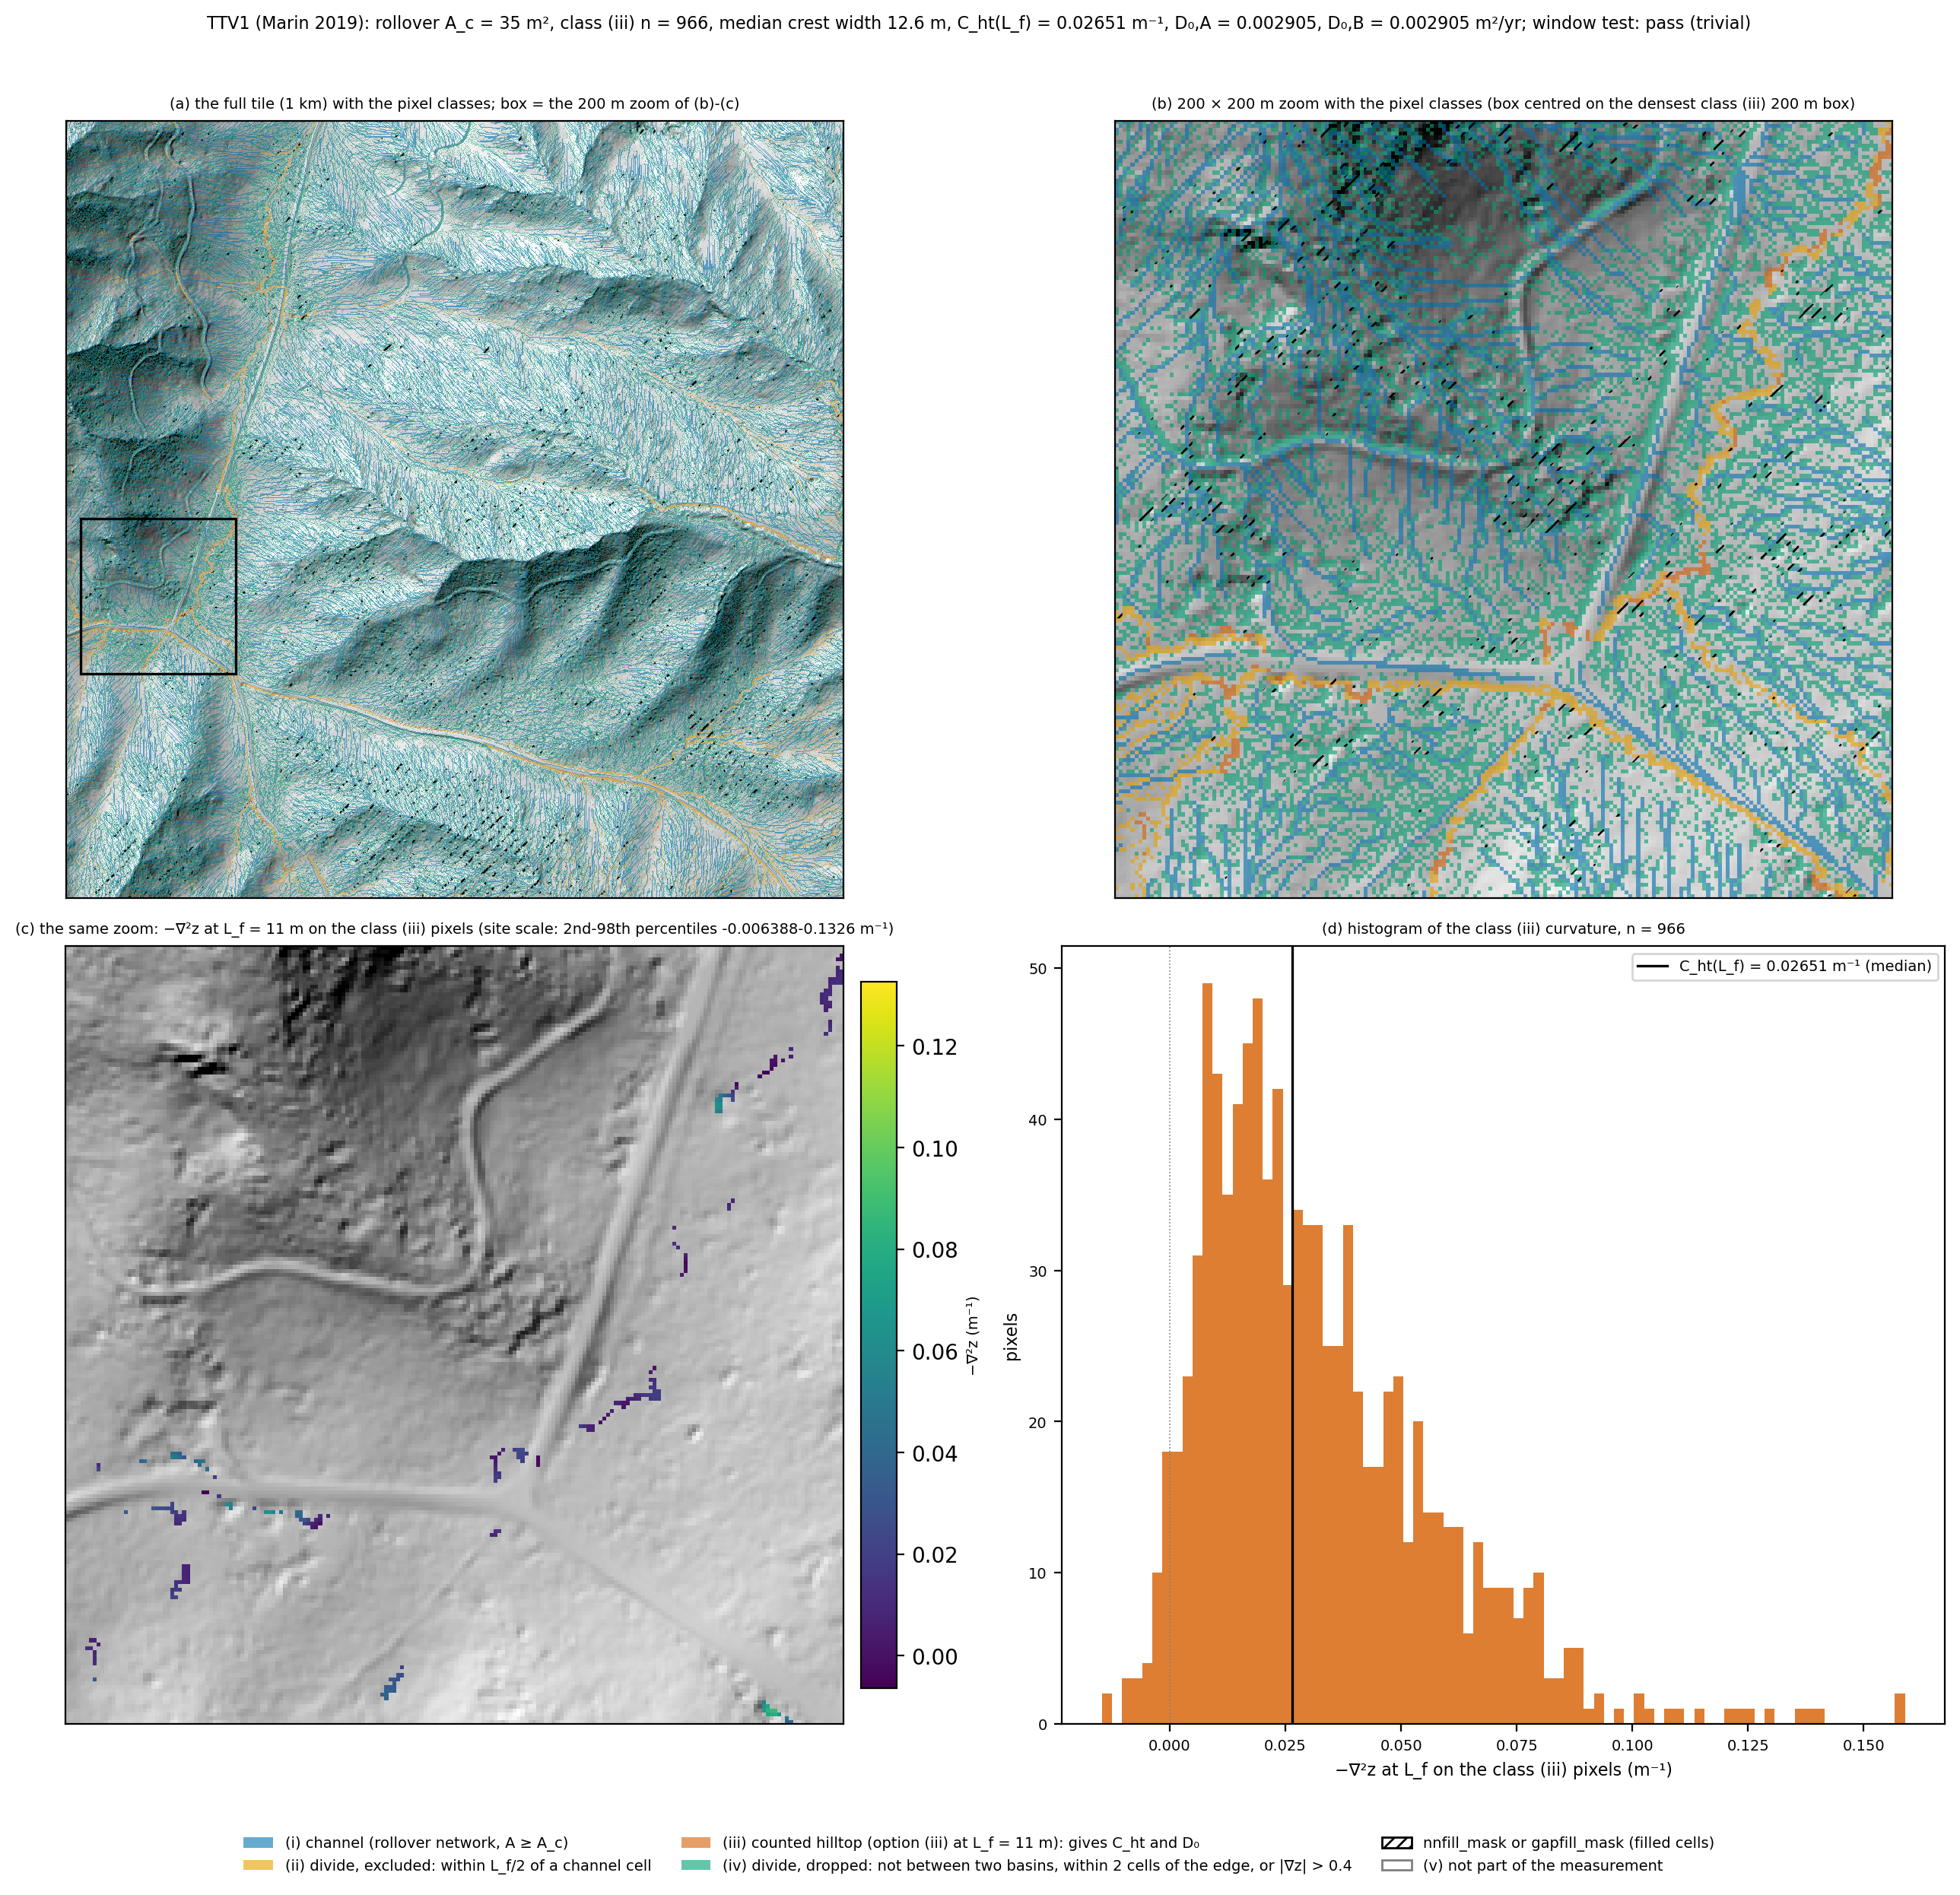 TTV1 (Marin 2019): rollover A_c = 35 m², class (iii) n = 966, median crest width 12.6 m, C_ht(L_f) = 0.02651 m⁻¹, D₀,A = 0.002905, D₀,B = 0.002905 m²/yr; window test: pass (trivial)
(a) the full tile (1 km) with the pixel classes; box = the 200 m zoom of (b)-(c)
(b) 200 × 200 m zoom with the pixel classes (box centred on the densest class (iii) 200 m box)
(c) the same zoom: −∇²z at L_f = 11 m on the class (iii) pixels (site scale: 2nd-98th percentiles -0.006388-0.1326 m⁻¹)
0.12
0.10
0.08
0.06
0.04
0.02
0.00
−∇²z (m⁻¹)
(d) histogram of the class (iii) curvature, n = 966
C_ht(L_f) = 0.02651 m⁻¹ (median)
50
40
30
20
10
0
pixels
0.000 0.025 0.050 0.075 0.100 0.125 0.150
−∇²z at L_f on the class (iii) pixels (m⁻¹)
(i) channel (rollover network, A ≥ A_c)
(ii) divide, excluded: within L_f/2 of a channel cell
(iii) counted hilltop (option (iii) at L_f = 11 m): gives C_ht and D₀
(iv) divide, dropped: not between two basins, within 2 cells of the edge, or |∇z| > 0.4
nnfill_mask or gapfill_mask (filled cells)
(v) not part of the measurement